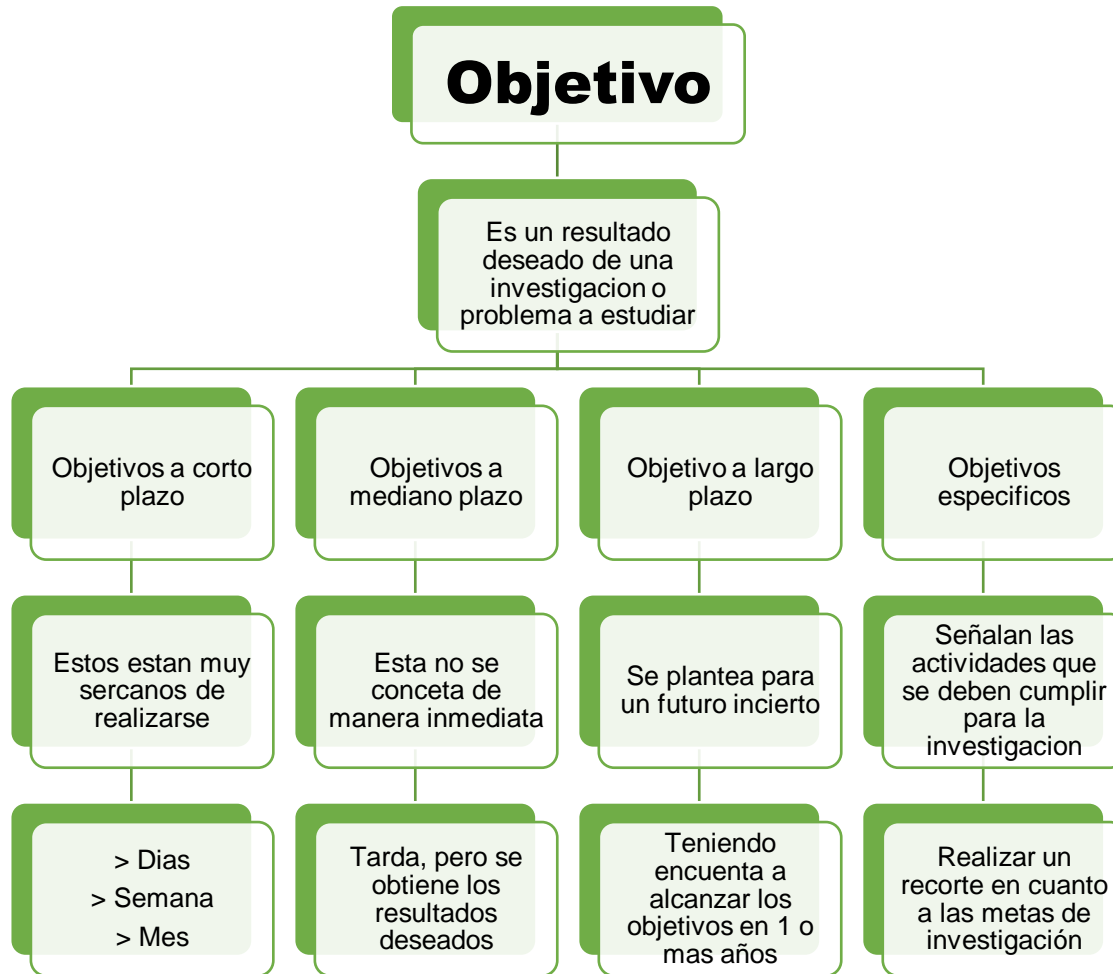 Objetivo
Es un resultado
deseado de una
investigacion o
problema a estudiar
Objetivos a corto
plazo
Estos estan muy
sercanos de
realizarse
> Dias
> Semana
> Mes
Objetivos a
mediano plazo
Esta no se
conceta de
manera inmediata
Tarda, pero se
obtiene los
resultados
deseados
Objetivo a largo
plazo
Se plantea para
un futuro incierto
Teniendo
encuenta a
alcanzar los
objetivos en 1 o
mas años
Objetivos
especificos
Señalan las
actividades que
se deben cumplir
para la
investigacion
Realizar un
recorte en cuanto
a las metas de
investigación